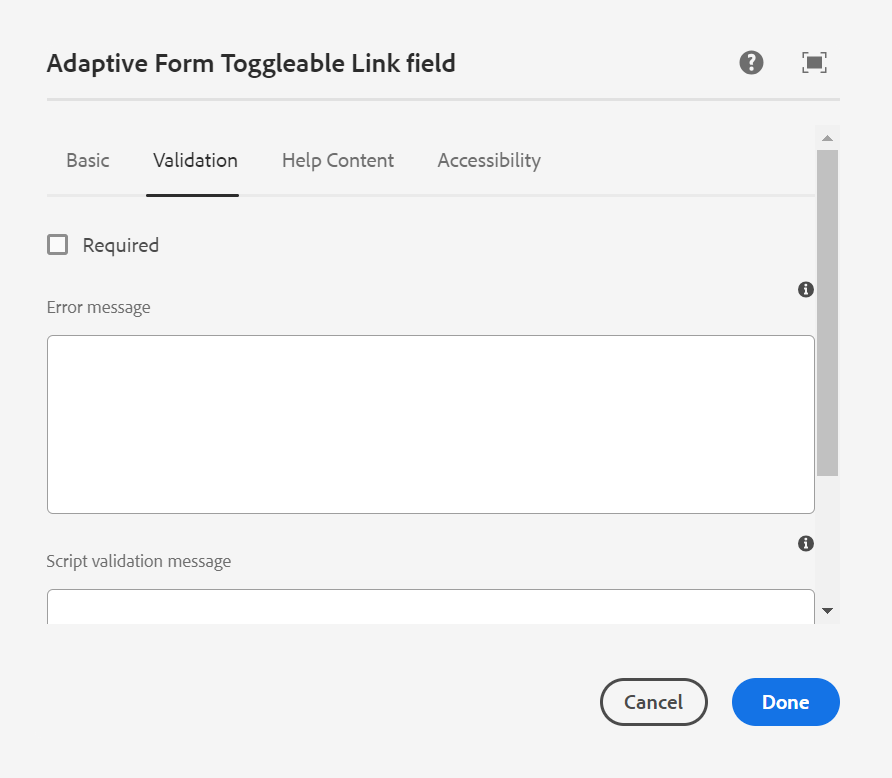 Adaptive Form Toggleable Link field
Basic Validation Help Content Accessibility
Required
Error message
Script validation message
Cancel Done